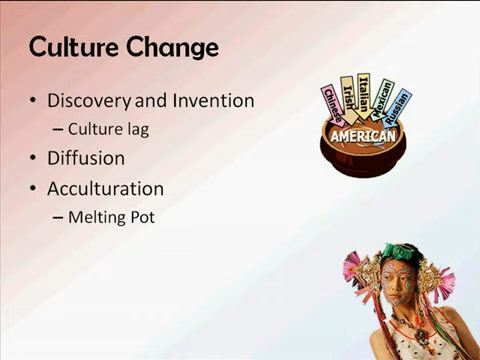 Culture Change
• Discovery and Invention
– Culture lag
• Diffusion
• Acculturation
– Melting Pot
Chinese
Irish
Italian
Mexican
Russian
AMERICAN